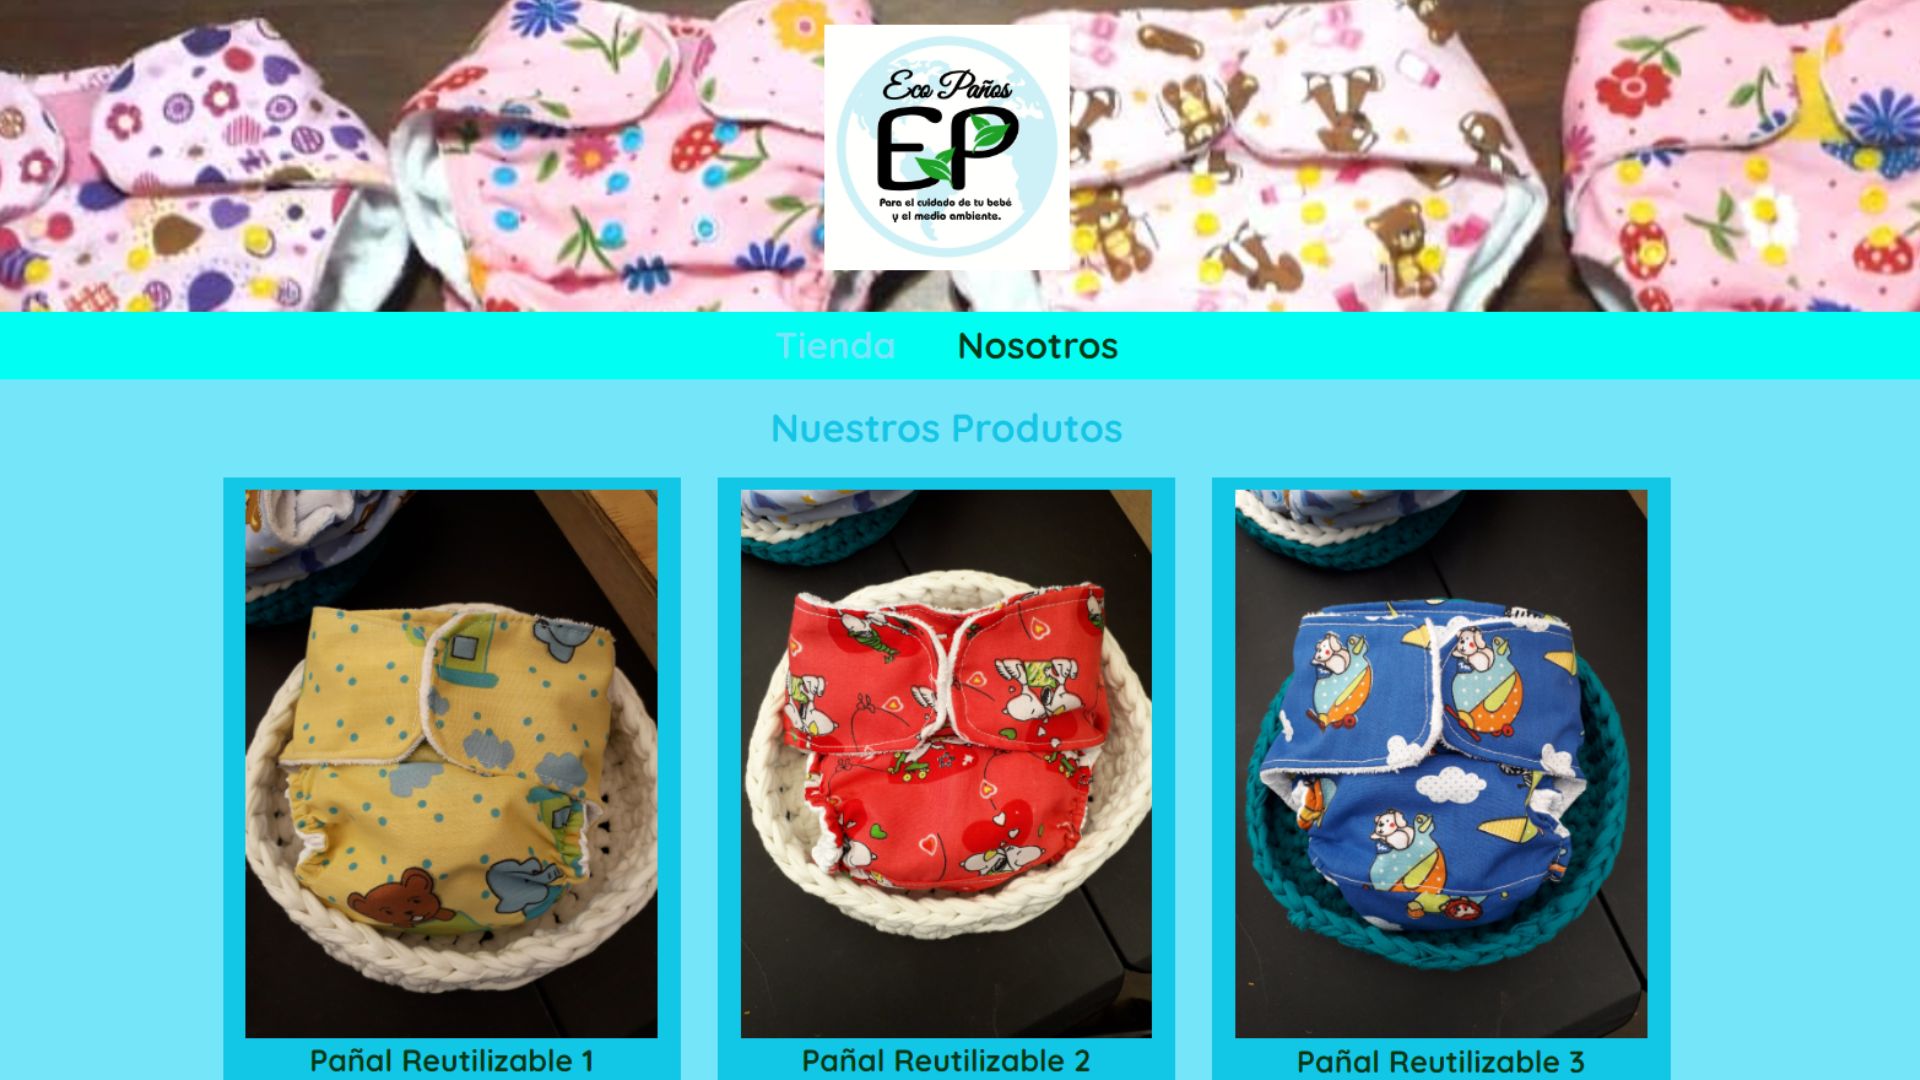 Eco Paños
EP
Para el cuidado de tu bebé
y el medio ambiente.
Tienda
Nosotros
Nuestros Produtos
Pañal Reutilizable 1
Pañal Reutilizable 2
Pañal Reutilizable 3